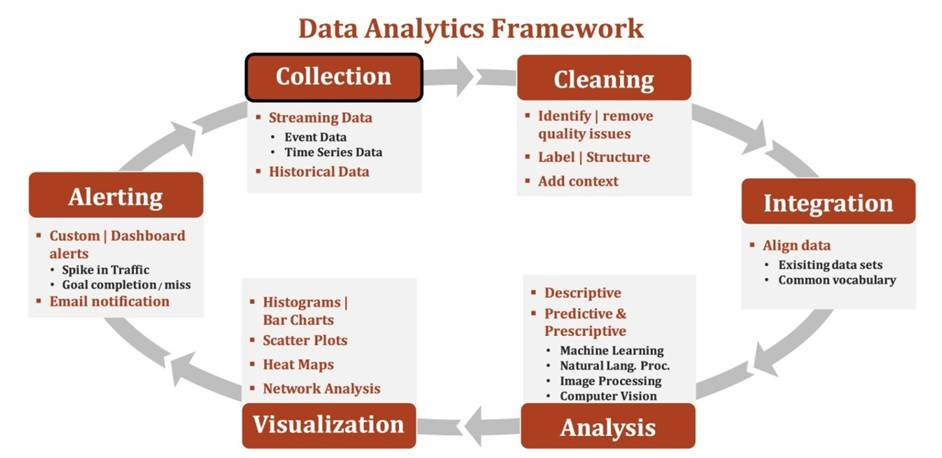 Data Analytics Framework
Collection
▪ Streaming Data
• Event Data
• Time Series Data
▪ Historical Data
Cleaning
▪ Identify | remove
quality issues
▪ Label | Structure
▪ Add context
Integration
▪ Align data
• Exisiting data sets
• Common vocabulary
▪ Descriptive
▪ Predictive &
Prescriptive
• Machine Learning
• Natural Lang. Proc.
• Image Processing
• Computer Vision
Analysis
▪ Histograms |
Bar Charts
▪ Scatter Plots
▪ Heat Maps
▪ Network Analysis
Visualization
Alerting
▪ Custom | Dashboard
alerts
• Spike in Traffic
• Goal completion / miss
▪ Email notification